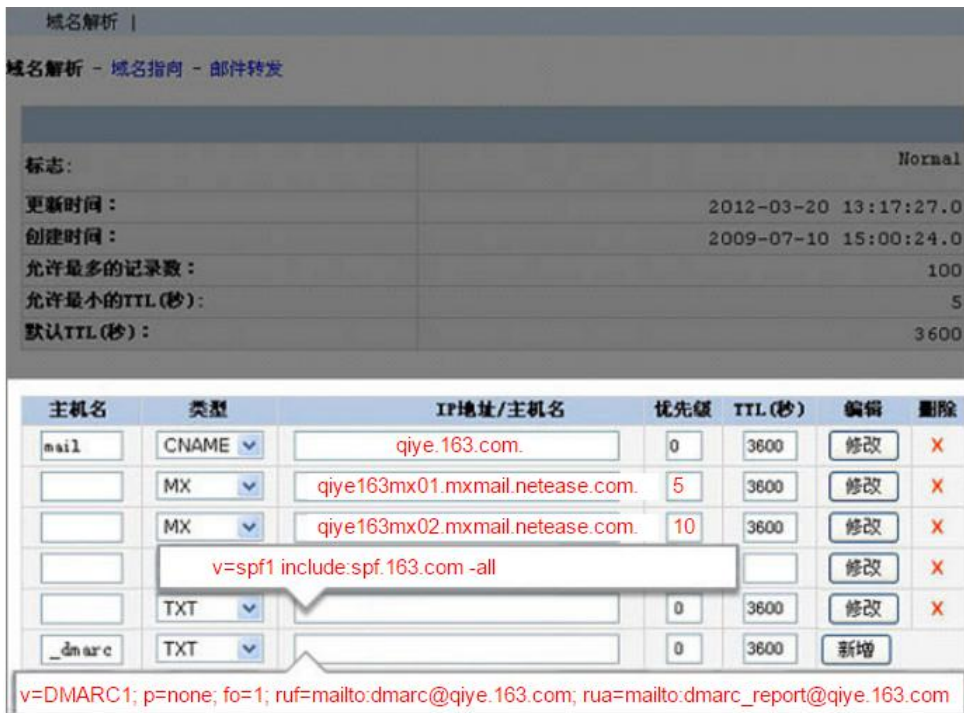 域名解析 |
域名解析 - 域名指向 - 邮件转发
标志: Normal
更新时间： 2012-03-20 13:17:27.0
创建时间： 2009-07-10 15:00:24.0
允许最多的记录数： 100
允许最小的TTL(秒): 5
默认TTL(秒)： 3600
主机名 类型 IP地址/主机名 优先级 TTL(秒) 编辑 删除
mail CNAME qiye.163.com. 0 3600 修改 X
MX qiye163mx01.mxmail.netease.com. 5 3600 修改 X
MX qiye163mx02.mxmail.netease.com. 10 3600 修改 X
v=spf1 include:spf.163.com -all 修改 X
TXT 0 3600 修改 X
_dmarc TXT 0 3600 新增
v=DMARC1; p=none; fo=1; ruf=mailto:dmarc@qiye.163.com; rua=mailto:dmarc_report@qiye.163.com